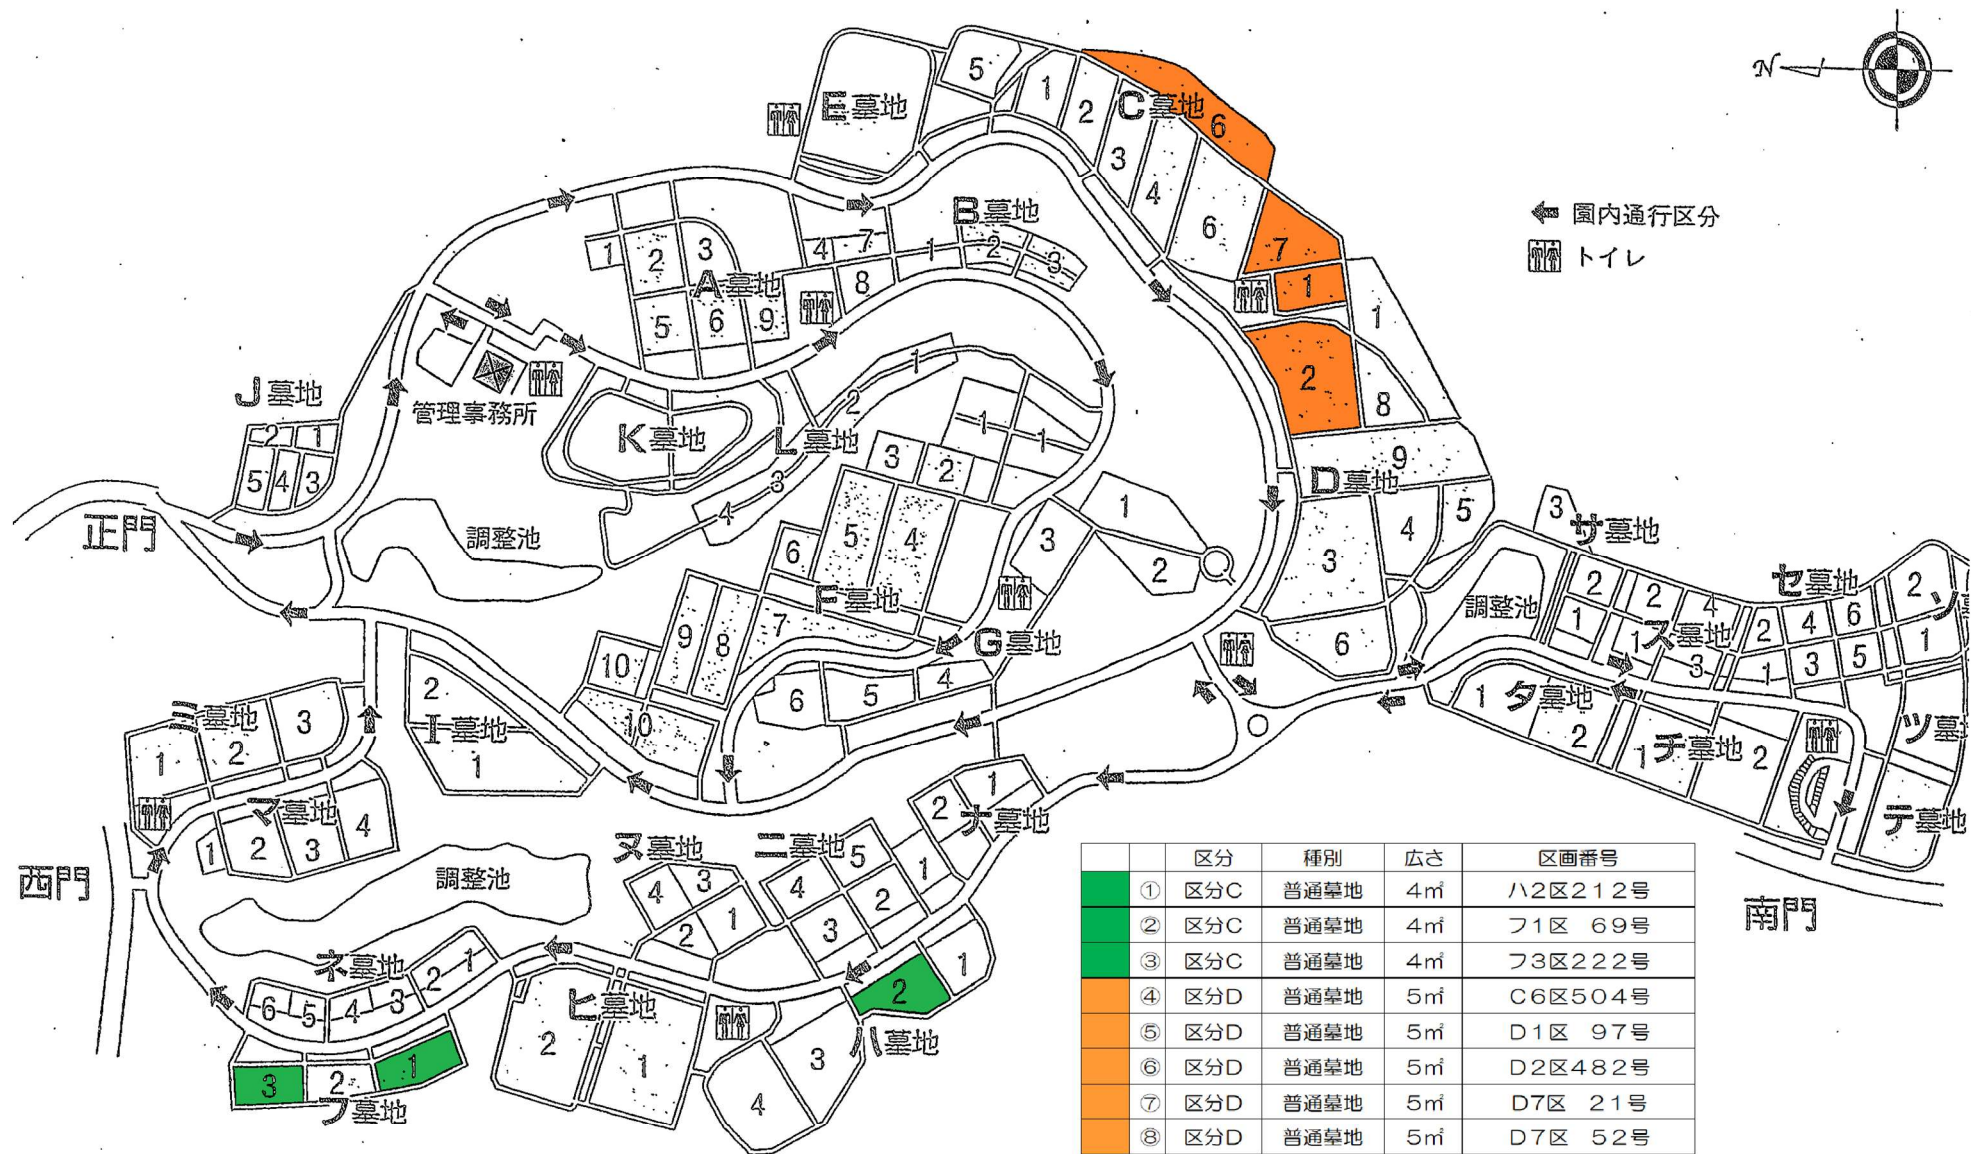 N
園内通行区分
トイレ
E墓地
5
1
2
C墓地
6
3
4
6
7
1
1
2
8
9
D墓地
3
4
5
6
B墓地
4
7
1
2
3
8
1
2
3
A墓地
5
6
9
管理事務所
J墓地
2
1
5
4
3
正門
K墓地
L墓地
1
2
3
4
調整池
1
1
3
2
5
4
6
F墓地
7
9
8
10
10
1
3
2
G墓地
4
5
6
サ墓地
3
調整池
2
1
2
4
ス墓地
1
3
セ墓地
2
4
6
1
3
5
2
1
タ墓地
1
2
チ墓地
1
2
ツ墓
テ墓地
南門
ミ墓地
1
2
3
I墓地
2
1
マ墓地
1
2
3
4
西門
調整池
ヌ墓地
4
3
2
1
ニ墓地
5
4
3
2
1
ナ墓地
2
1
ネ墓地
6
5
4
3
2
1
フ墓地
3
2
1
ヒ墓地
2
1
ハ墓地
2
1
3
4
区分 種別 広さ 区画番号
① 区分C 普通墓地 4㎡ ハ2区212号
② 区分C 普通墓地 4㎡ フ1区 69号
③ 区分C 普通墓地 4㎡ フ3区222号
④ 区分D 普通墓地 5㎡ C6区504号
⑤ 区分D 普通墓地 5㎡ D1区 97号
⑥ 区分D 普通墓地 5㎡ D2区482号
⑦ 区分D 普通墓地 5㎡ D7区 21号
⑧ 区分D 普通墓地 5㎡ D7区 52号